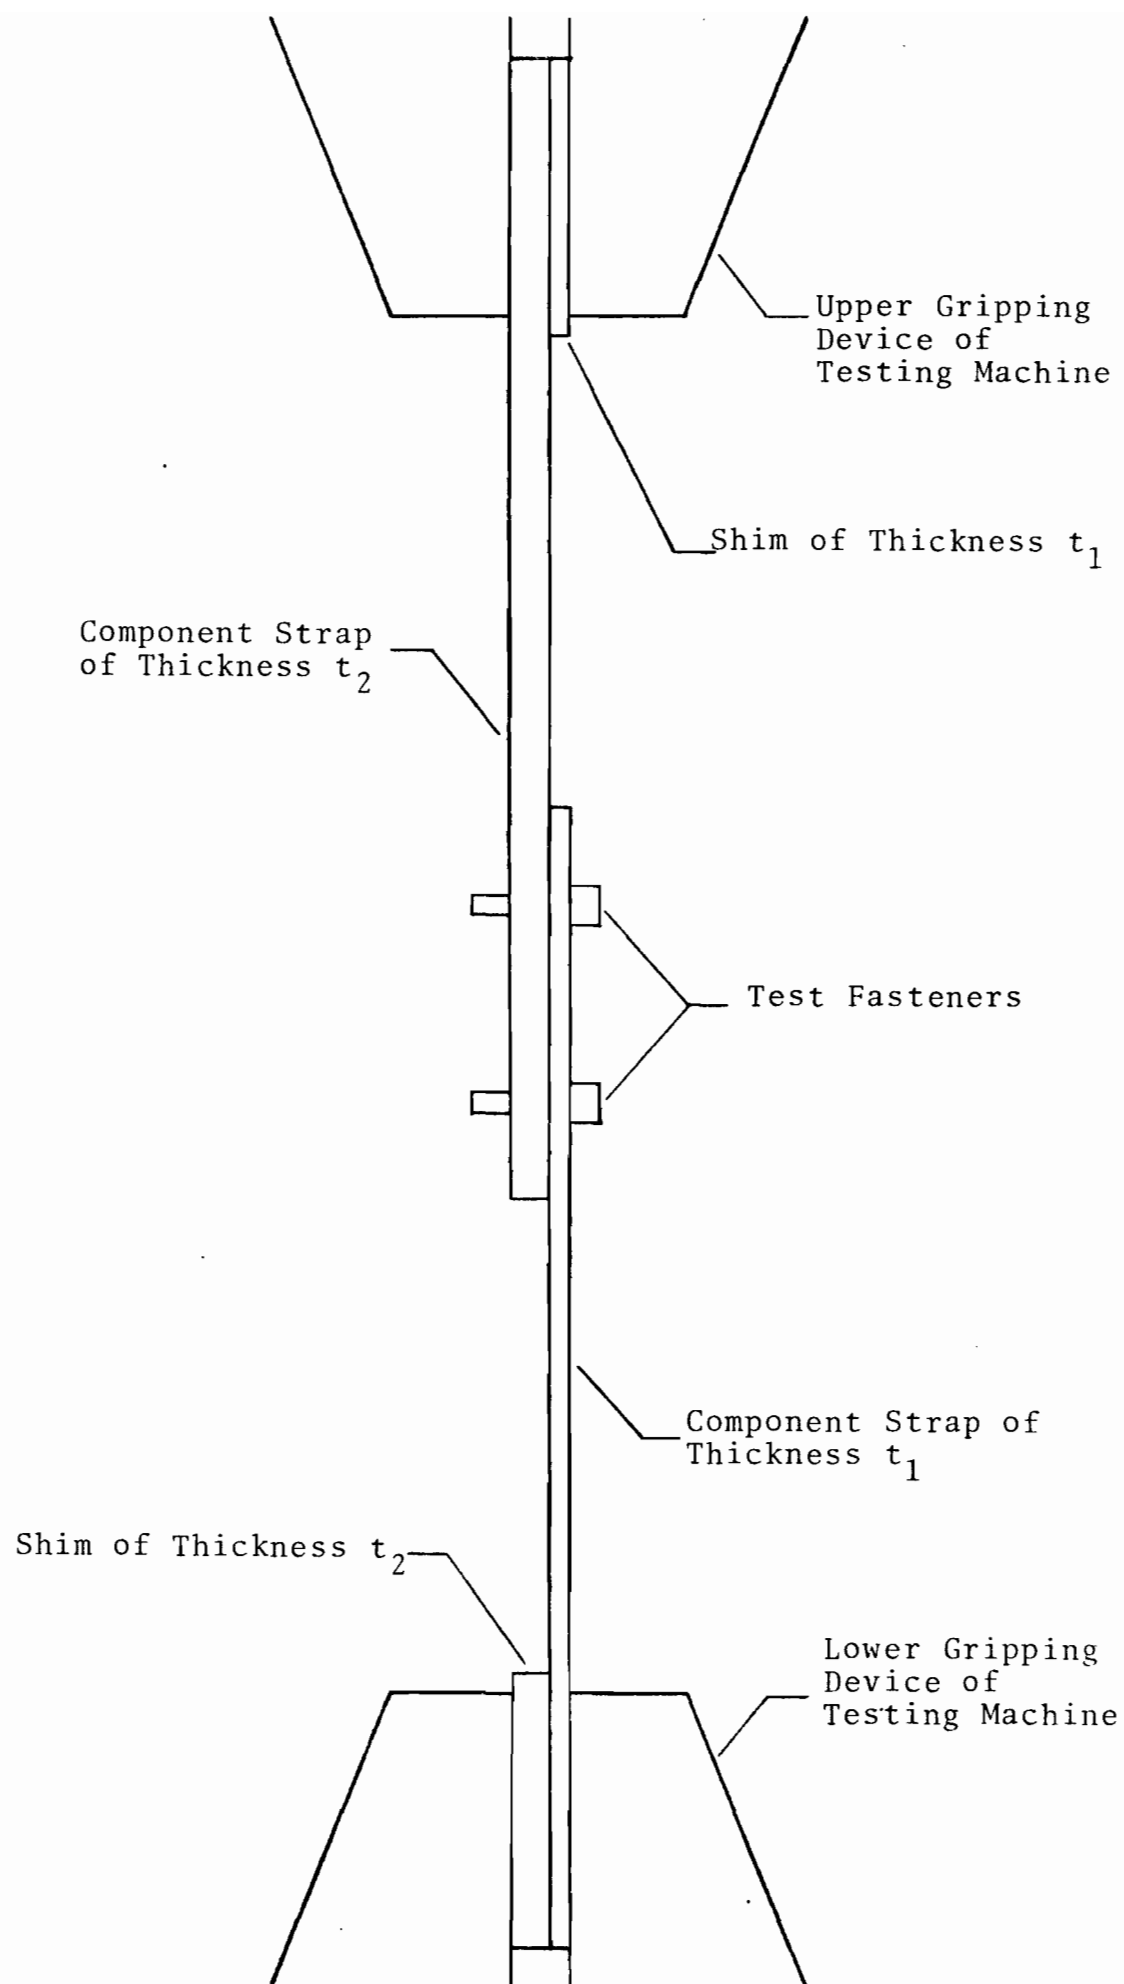 Upper Gripping
Device of
Testing Machine
Shim of Thickness t1
Component Strap
of Thickness t2
Test Fasteners
Component Strap of
Thickness t1
Shim of Thickness t2
Lower Gripping
Device of
Testing Machine